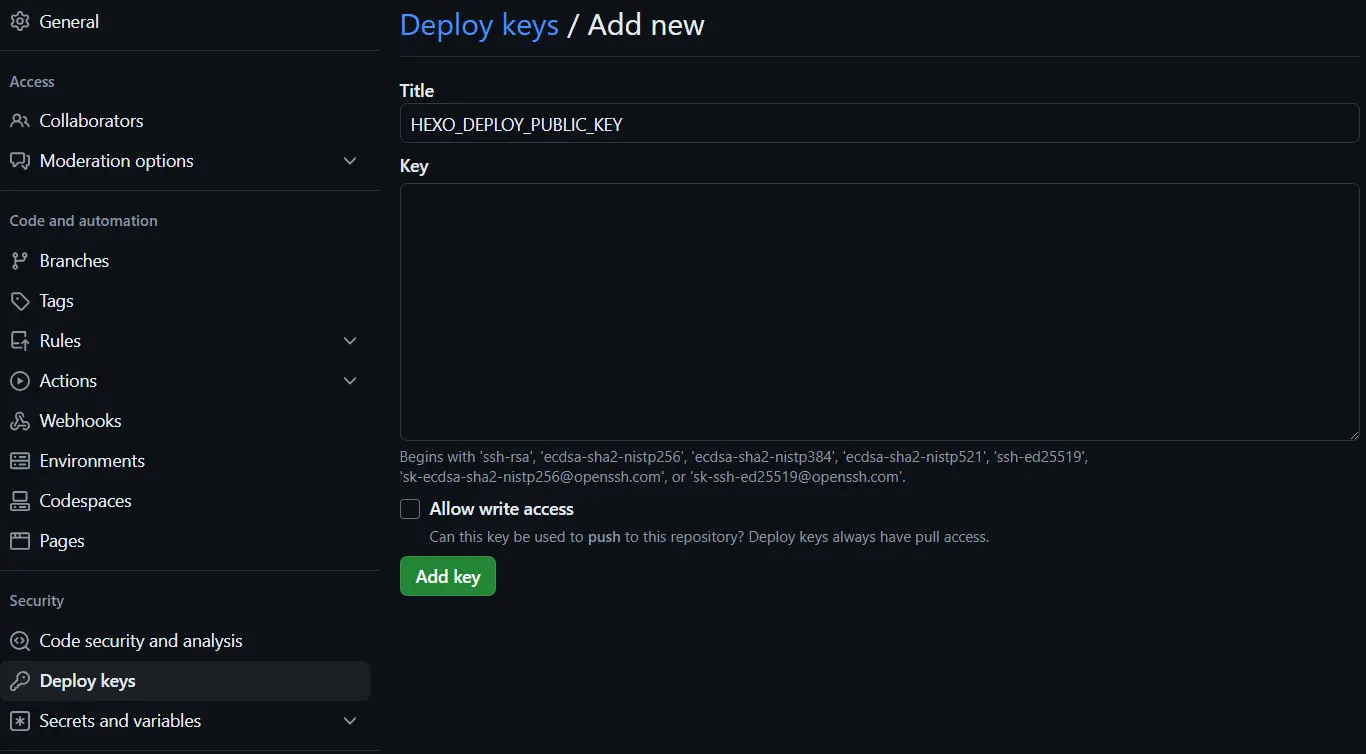 General
Access
Collaborators
Moderation options
Code and automation
Branches
Tags
Rules
Actions
Webhooks
Environments
Codespaces
Pages
Security
Code security and analysis
Deploy keys
Secrets and variables
Deploy keys / Add new
Title
HEXO_DEPLOY_PUBLIC_KEY
Key
Begins with 'ssh-rsa', 'ecdsa-sha2-nistp256', 'ecdsa-sha2-nistp384', 'ecdsa-sha2-nistp521', 'ssh-ed25519',
'sk-ecdsa-sha2-nistp256@openssh.com', or 'sk-ssh-ed25519@openssh.com'.
Allow write access
Can this key be used to push to this repository? Deploy keys always have pull access.
Add key